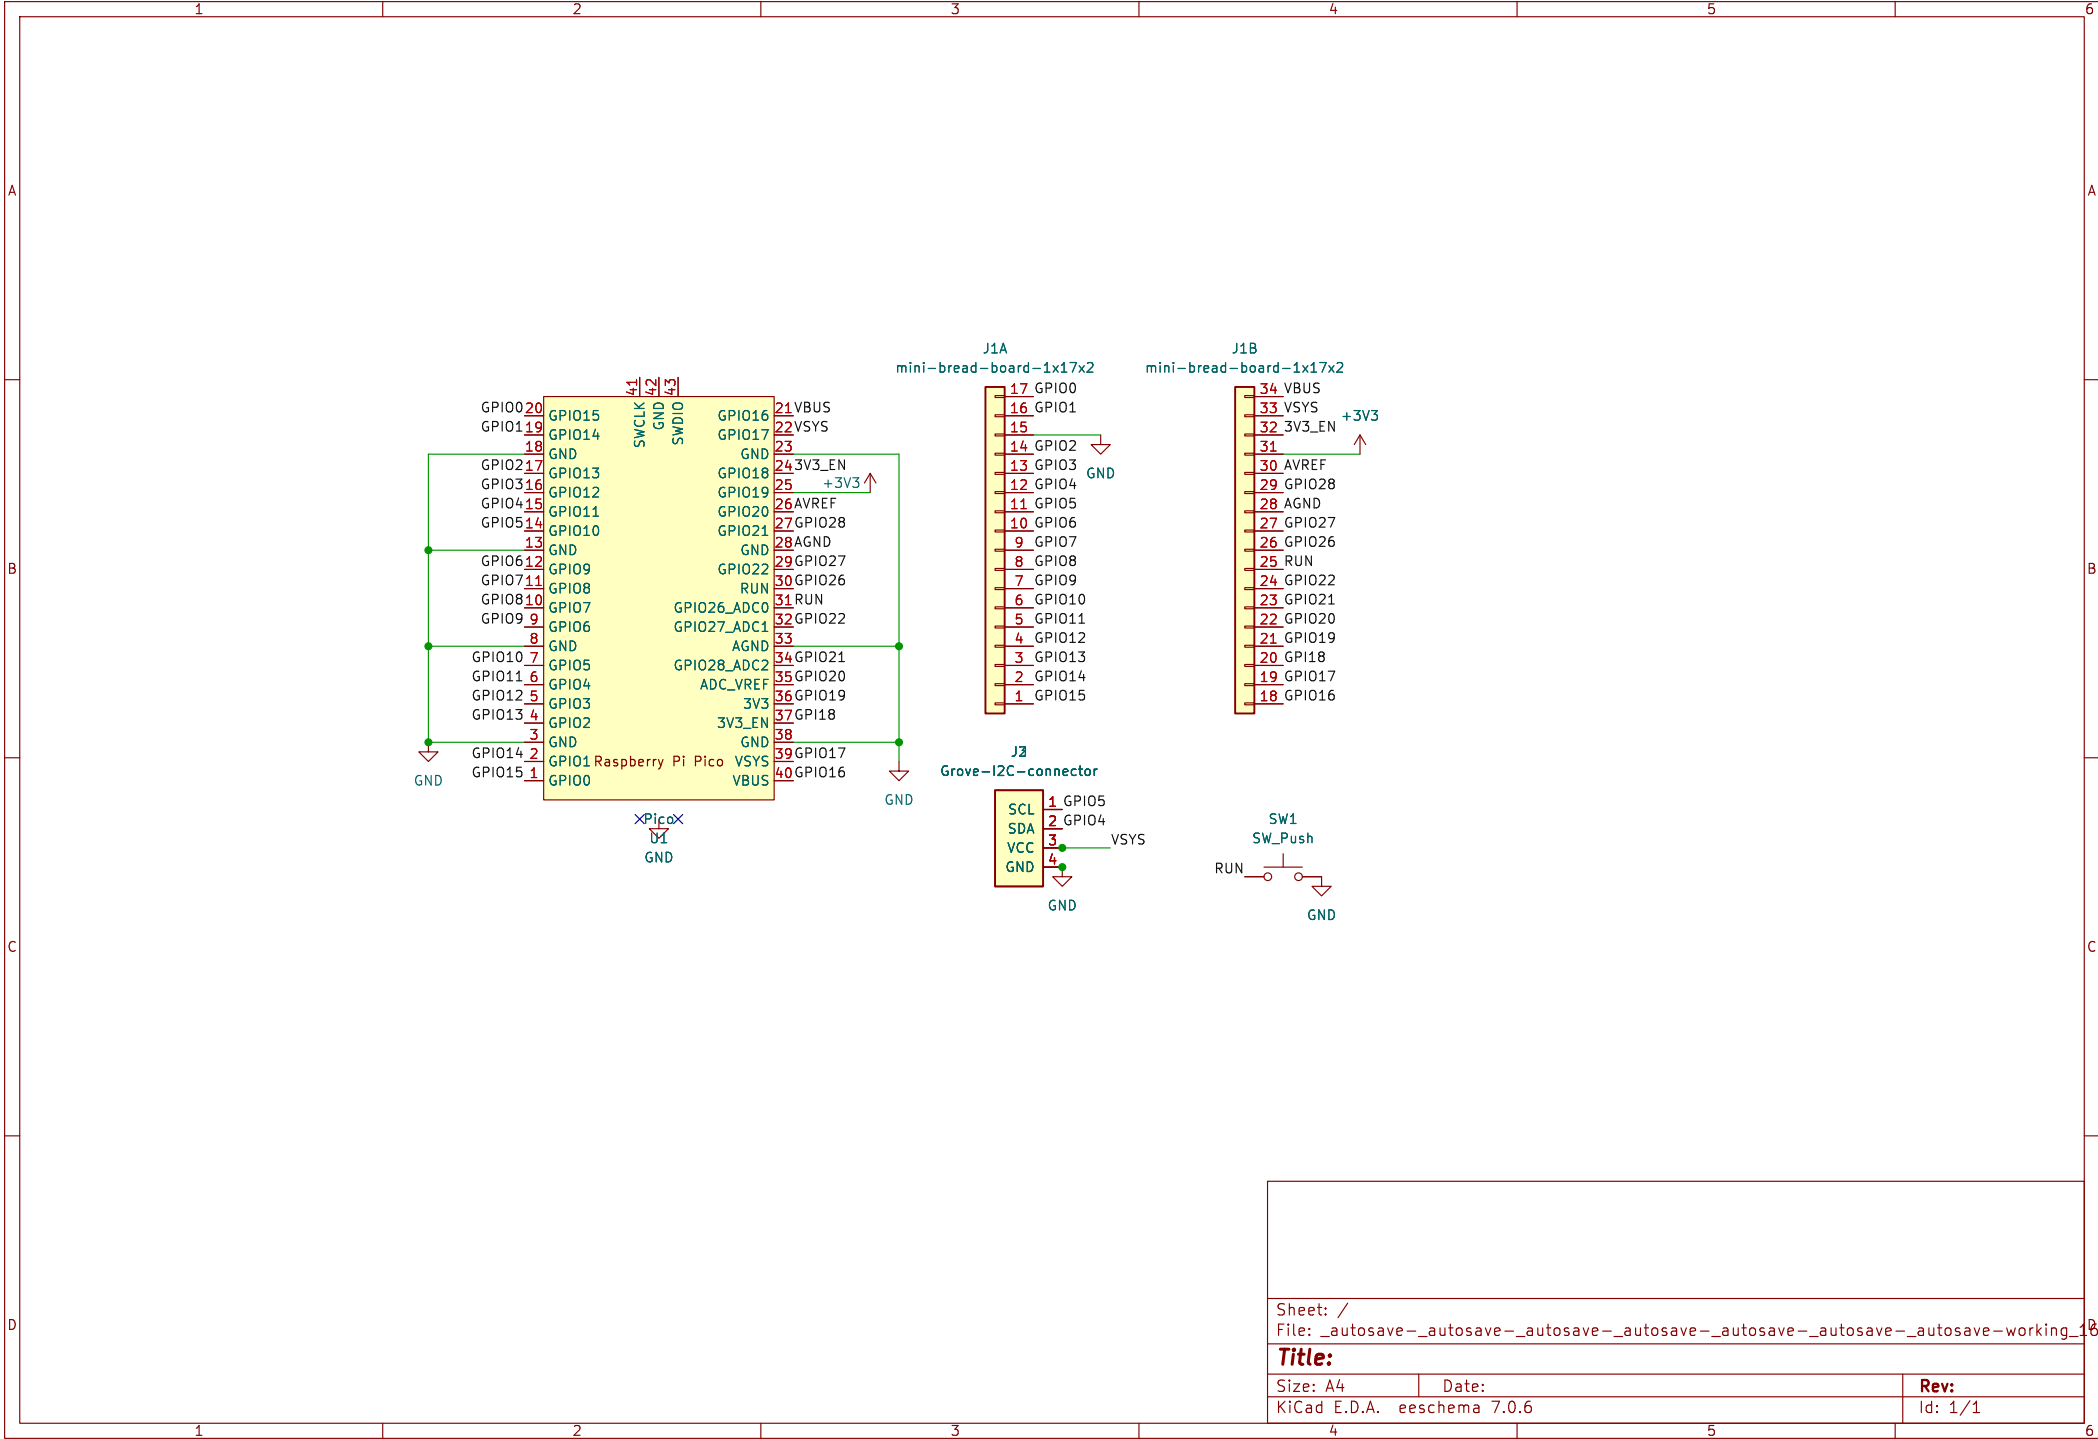 1 2 3 4 5 6
A A
B B
C C
D D
J1A
mini-bread-board-1x17x2
J1B
mini-bread-board-1x17x2
41 42 43
SWCLK GND SWDIO
GPIO0 20 GPIO15
GPIO1 19 GPIO14
18 GND
GPIO2 17 GPIO13
GPIO3 16 GPIO12
GPIO4 15 GPIO11
GPIO5 14 GPIO10
13 GND
GPIO6 12 GPIO9
GPIO7 11 GPIO8
GPIO8 10 GPIO7
GPIO9 9 GPIO6
8 GND
GPIO10 7 GPIO5
GPIO11 6 GPIO4
GPIO12 5 GPIO3
GPIO13 4 GPIO2
3 GND
GPIO14 2 GPIO1
GPIO15 1 GPIO0
GND
Raspberry Pi Pico
GPIO16 21 VBUS
GPIO17 22 VSYS
GND 23
GPIO18 24 3V3_EN
GPIO19 25 +3V3
GPIO20 26 AVREF
GPIO21 27 GPIO28
GND 28 AGND
GPIO22 29 GPIO27
RUN 30 GPIO26
GPIO26_ADC0 31 RUN
GPIO27_ADC1 32 GPIO22
AGND 33
GPIO28_ADC2 34 GPIO21
ADC_VREF 35 GPIO20
3V3 36 GPIO19
3V3_EN 37 GPI18
GND 38
VSYS 39 GPIO17
VBUS 40 GPIO16
GND
Pico
U1
GND
17 GPIO0
16 GPIO1
15
14 GPIO2
GND
13 GPIO3
12 GPIO4
11 GPIO5
10 GPIO6
9 GPIO7
8 GPIO8
7 GPIO9
6 GPIO10
5 GPIO11
4 GPIO12
3 GPIO13
2 GPIO14
1 GPIO15
34 VBUS
33 VSYS
+3V3
32 3V3_EN
31
30 AVREF
29 GPIO28
28 AGND
27 GPIO27
26 GPIO26
25 RUN
24 GPIO22
23 GPIO21
22 GPIO20
21 GPIO19
20 GPI18
19 GPIO17
18 GPIO16
Grove-I2C-connector
SCL 1 GPIO5
SDA 2 GPIO4
VCC 3 VSYS
GND 4
GND
SW1
SW_Push
RUN
GND
Sheet: /
File: _autosave-_autosave-_autosave-_autosave-_autosave-_autosave-_autosave-working_16
Title:
Size: A4 Date: Rev:
KiCad E.D.A. eeschema 7.0.6 Id: 1/1
1 2 3 4 5 6